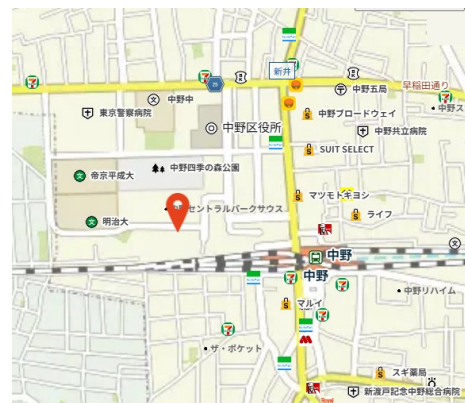 新井
早稲田通り
中野五局
中野中
東京警察病院
中野ブロードウェイ
中野区役所
中野共立病院
SUIT SELECT
中野四季の森公園
帝京平成大
マツモトキヨシ
セントラルパークサウス
ライフ
明治大
中野
中野
中野リハイム
マルイ
ザ・ポケット
スギ薬局
新渡戸記念中野総合病院